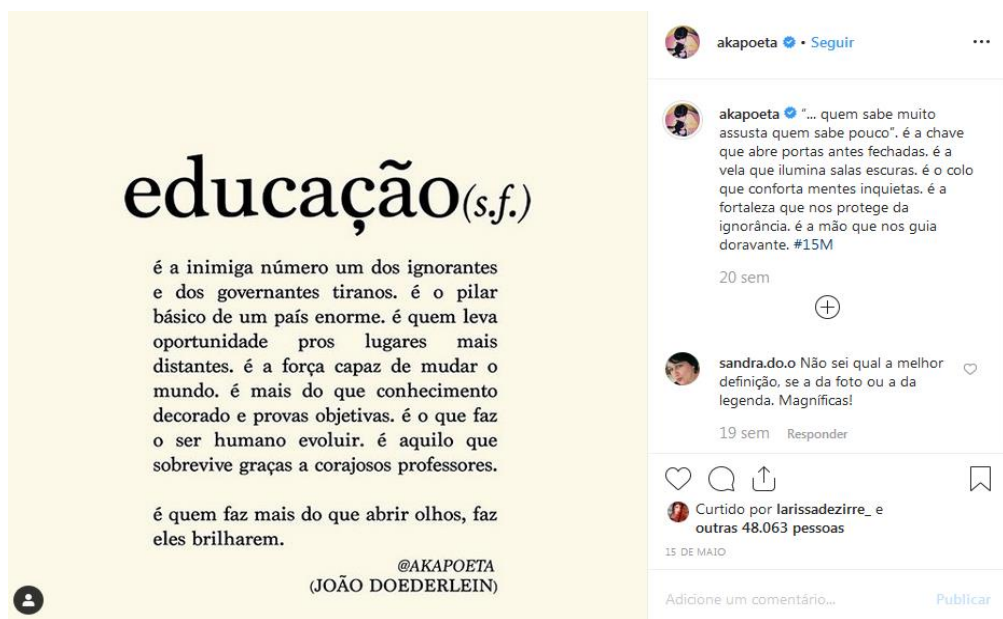 educação(s.f.)
é a inimiga número um dos ignorantes
e dos governantes tiranos. é o pilar
básico de um país enorme. é quem leva
oportunidade pros lugares mais
distantes. é a força capaz de mudar o
mundo. é mais do que conhecimento
decorado e provas objetivas. é o que faz
o ser humano evoluir. é aquilo que
sobrevive graças a corajosos professores.
é quem faz mais do que abrir olhos, faz
eles brilharem.
@AKAPOETA
(JOÃO DOEDERLEIN)
akapoeta • Seguir
akapoeta "... quem sabe muito
assusta quem sabe pouco". é a chave
que abre portas antes fechadas. é a
vela que ilumina salas escuras. é o colo
que conforta mentes inquietas. é a
fortaleza que nos protege da
ignorância. é a mão que nos guia
doravante. #15M
20 sem
sandra.do.o Não sei qual a melhor
definição, se a da foto ou a da
legenda. Magníficas!
19 sem Responder
Curtido por larissadezirre_ e
outras 48.063 pessoas
15 DE MAIO
Adicione um comentário... Publicar